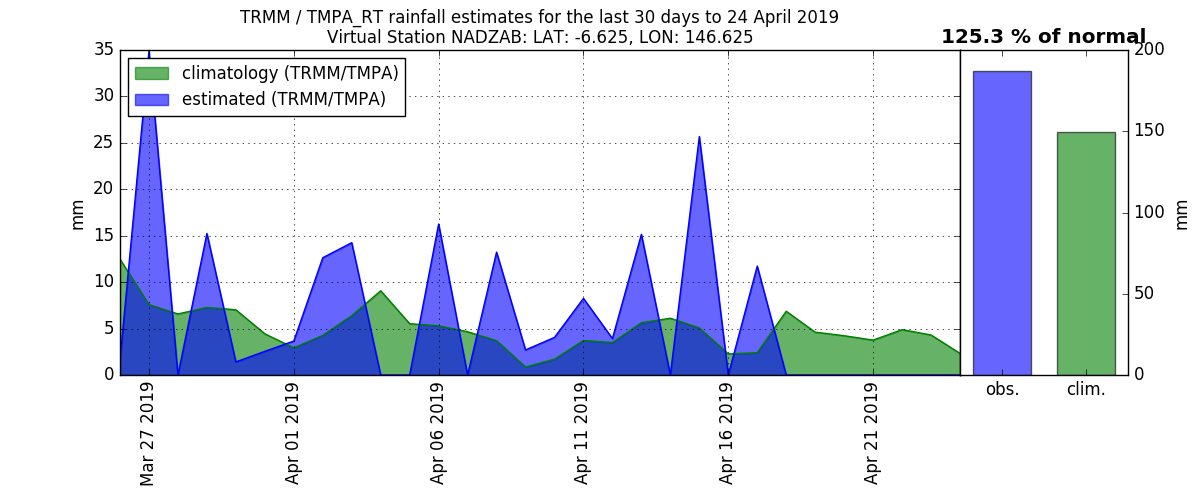 TRMM / TMPA_RT rainfall estimates for the last 30 days to 24 April 2019
Virtual Station NADZAB: LAT: -6.625, LON: 146.625
125.3 % of normal
climatology (TRMM/TMPA)
estimated (TRMM/TMPA)
35
30
25
20
15
10
5
0
mm
Mar 27 2019
Apr 01 2019
Apr 06 2019
Apr 11 2019
Apr 16 2019
Apr 21 2019
200
150
100
50
0
mm
obs.
clim.